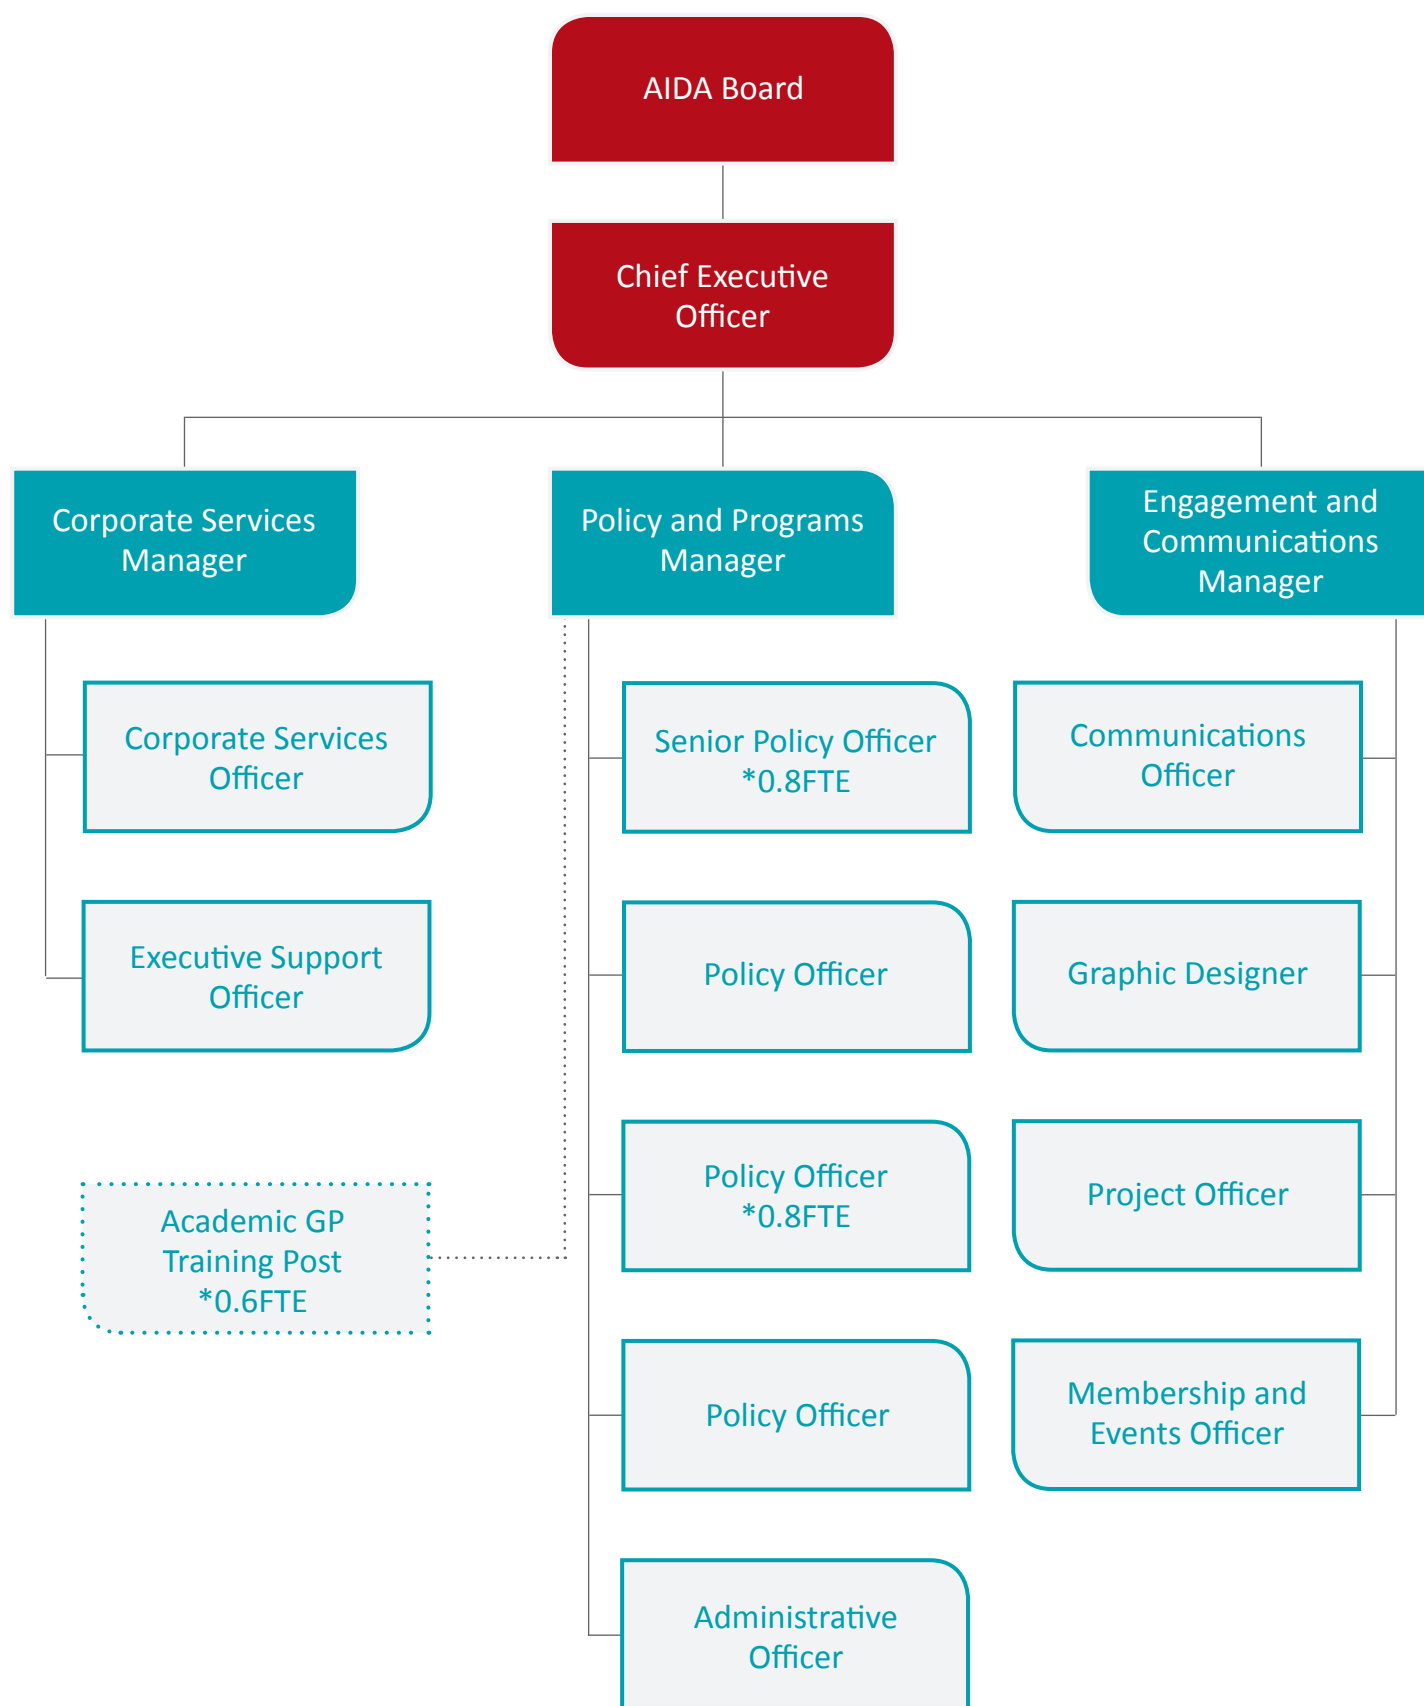 AIDA Board
Chief Executive
Officer
Corporate Services
Manager
Policy and Programs
Manager
Engagement and
Communications
Manager
Corporate Services
Officer
Executive Support
Officer
Academic GP
Training Post
*0.6FTE
Senior Policy Officer
*0.8FTE
Policy Officer
Policy Officer
*0.8FTE
Policy Officer
Administrative
Officer
Communications
Officer
Graphic Designer
Project Officer
Membership and
Events Officer